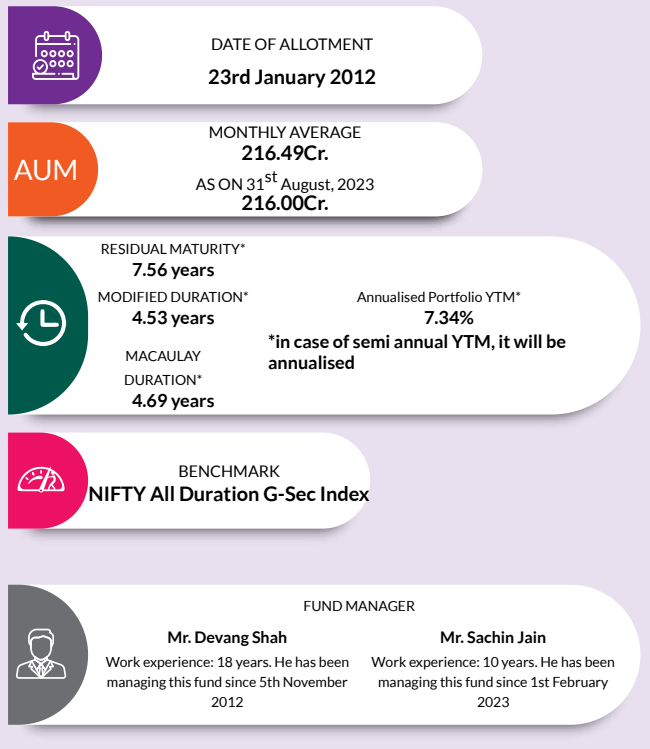 DATE OF ALLOTMENT
23rd January 2012
AUM
MONTHLY AVERAGE
216.49Cr.
AS ON 31st August, 2023
216.00Cr.
RESIDUAL MATURITY*
7.56 years
MODIFIED DURATION*
4.53 years
MACAULAY
DURATION*
4.69 years
Annualised Portfolio YTM*
7.34%
*in case of semi annual YTM, it will be
annualised
BENCHMARK
NIFTY All Duration G-Sec Index
FUND MANAGER
Mr. Devang Shah
Work experience: 18 years. He has been
managing this fund since 5th November
2012
Mr. Sachin Jain
Work experience: 10 years. He has been
managing this fund since 1st February
2023